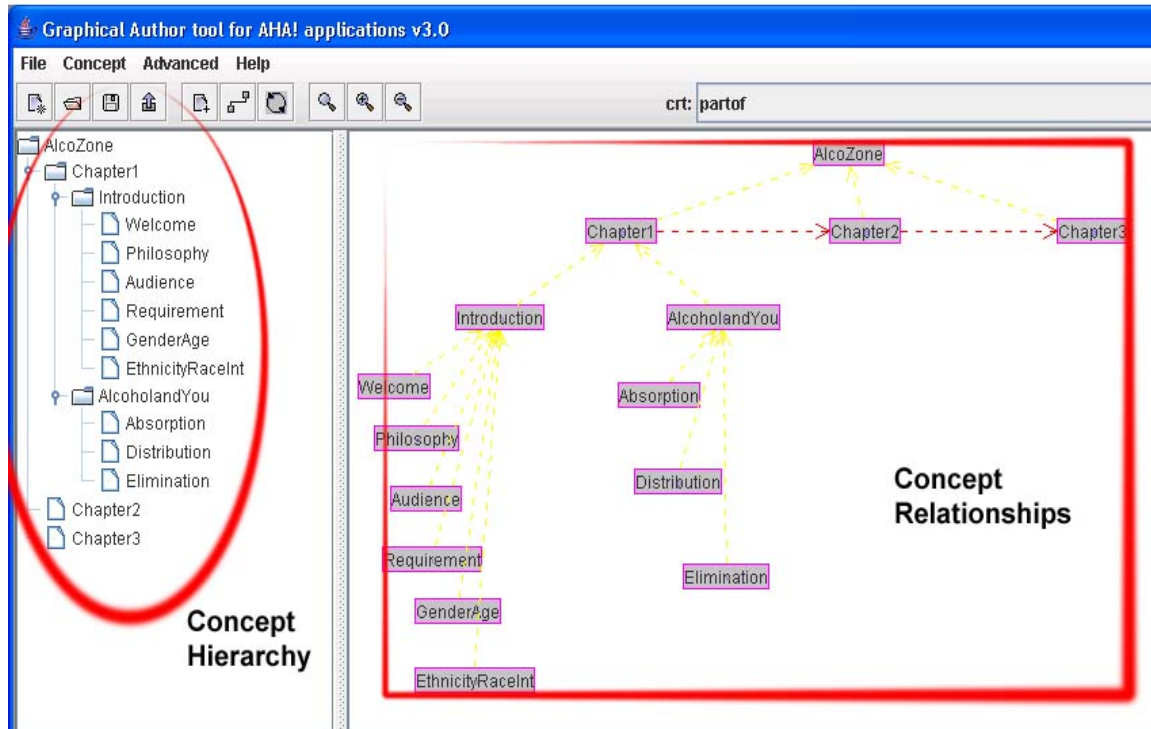 Graphical Author tool for AHA! applications v3.0
File Concept Advanced Help
crt: partof
AlcoZone
Chapter1
Introduction
Welcome
Philosophy
Audience
Requirement
GenderAge
EthnicityRaceInt
AlcoholandYou
Absorption
Distribution
Elimination
Chapter2
Chapter3
Concept
Hierarchy
AlcoZone
Chapter1 Chapter2 Chapter3
Introduction AlcoholandYou
Welcome
Absorption
Philosophy
Distribution
Audience
Requirement
Elimination
GenderAge
EthnicityRaceInt
Concept
Relationships